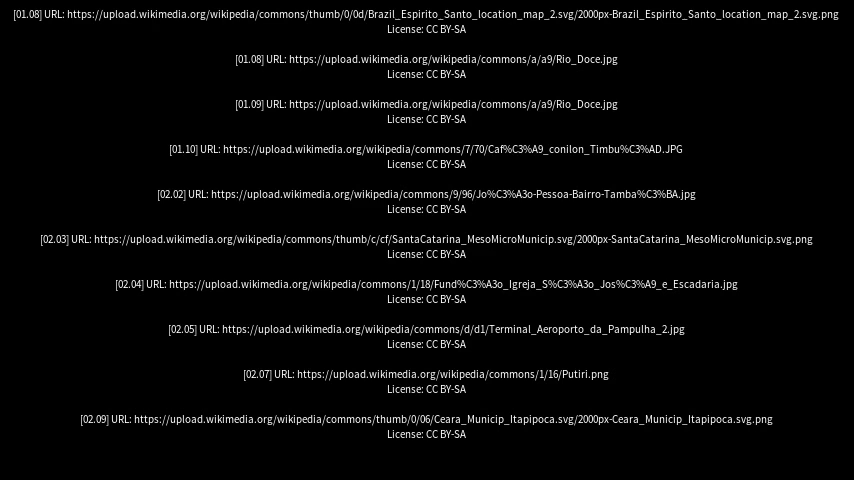 [01.08] URL: https://upload.wikimedia.org/wikipedia/commons/thumb/0/0d/Brazil_Espirito_Santo_location_map_2.svg/2000px-Brazil_Espirito_Santo_location_map_2.svg.png
License: CC BY-SA
[01.08] URL: https://upload.wikimedia.org/wikipedia/commons/a/a9/Rio_Doce.jpg
License: CC BY-SA
[01.09] URL: https://upload.wikimedia.org/wikipedia/commons/a/a9/Rio_Doce.jpg
License: CC BY-SA
[01.10] URL: https://upload.wikimedia.org/wikipedia/commons/7/70/Caf%C3%A9_conilon_Timbu%C3%AD.JPG
License: CC BY-SA
[02.02] URL: https://upload.wikimedia.org/wikipedia/commons/9/96/Jo%C3%A3o-Pessoa-Bairro-Tamba%C3%BA.jpg
License: CC BY-SA
[02.03] URL: https://upload.wikimedia.org/wikipedia/commons/thumb/c/cf/SantaCatarina_MesoMicroMunicip.svg/2000px-SantaCatarina_MesoMicroMunicip.svg.png
License: CC BY-SA
[02.04] URL: https://upload.wikimedia.org/wikipedia/commons/1/18/Fund%C3%A3o_Igreja_S%C3%A3o_Jos%C3%A9_e_Escadaria.jpg
License: CC BY-SA
[02.05] URL: https://upload.wikimedia.org/wikipedia/commons/d/d1/Terminal_Aeroporto_da_Pampulha_2.jpg
License: CC BY-SA
[02.07] URL: https://upload.wikimedia.org/wikipedia/commons/1/16/Putiri.png
License: CC BY-SA
[02.09] URL: https://upload.wikimedia.org/wikipedia/commons/thumb/0/06/Ceara_Municip_Itapipoca.svg/2000px-Ceara_Municip_Itapipoca.svg.png
License: CC BY-SA